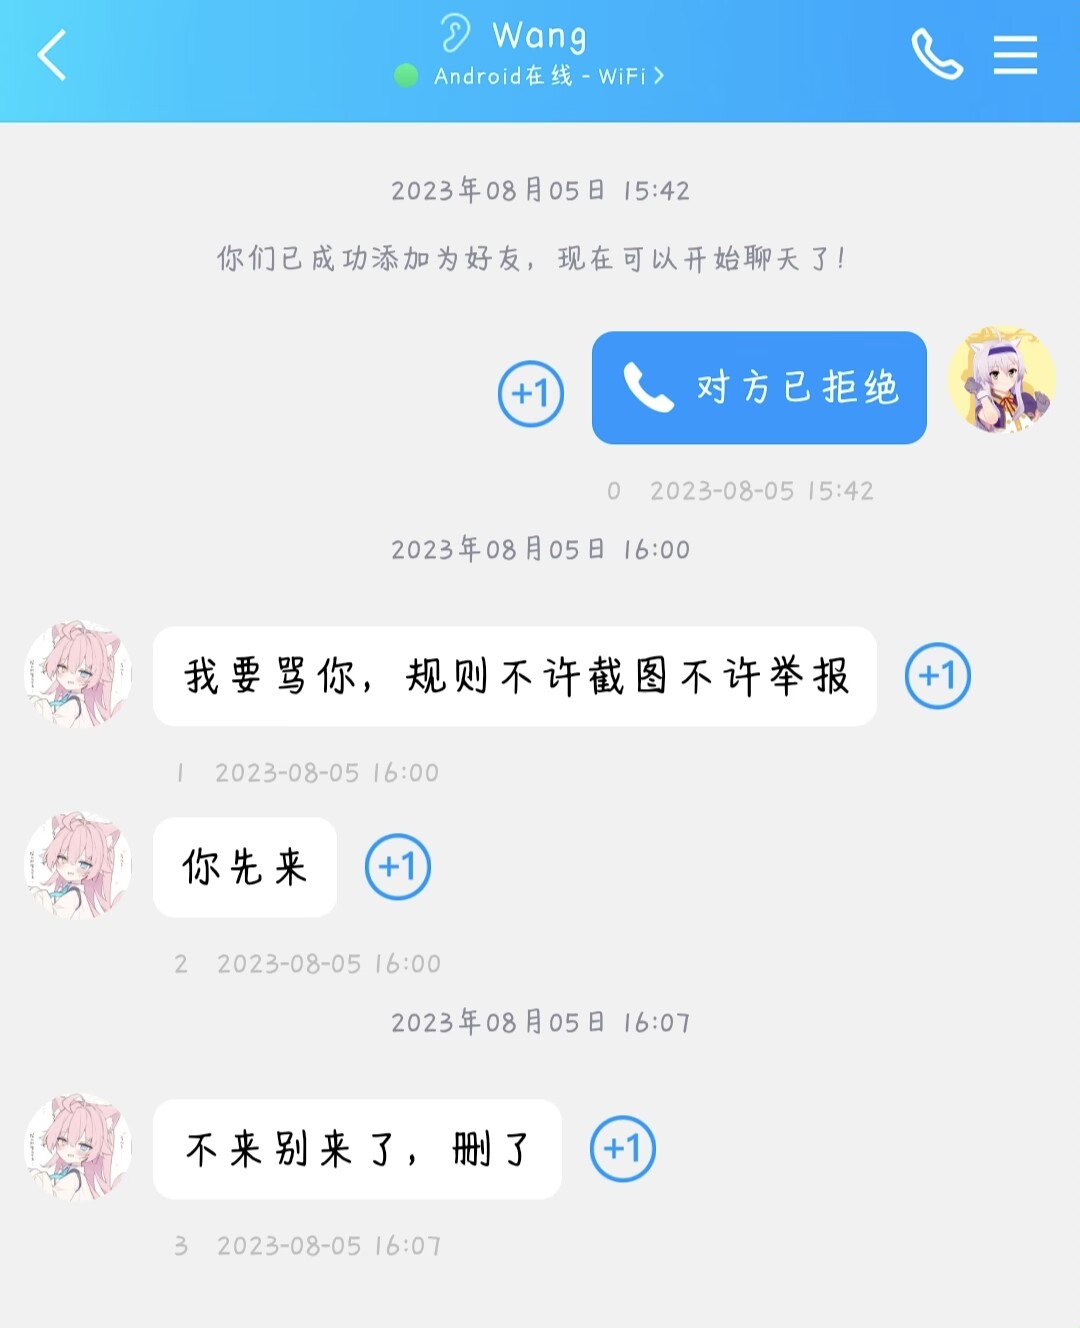 Wang
Android在线 - WiFi
2023年08月05日 15:42
你们已成功添加为好友，现在可以开始聊天了！
+1
对方已拒绝
0 2023-08-05 15:42
2023年08月05日 16:00
我要骂你，规则不许截图不许举报
+1
1 2023-08-05 16:00
你先来
+1
2 2023-08-05 16:00
2023年08月05日 16:07
不来别来了，删了
+1
3 2023-08-05 16:07